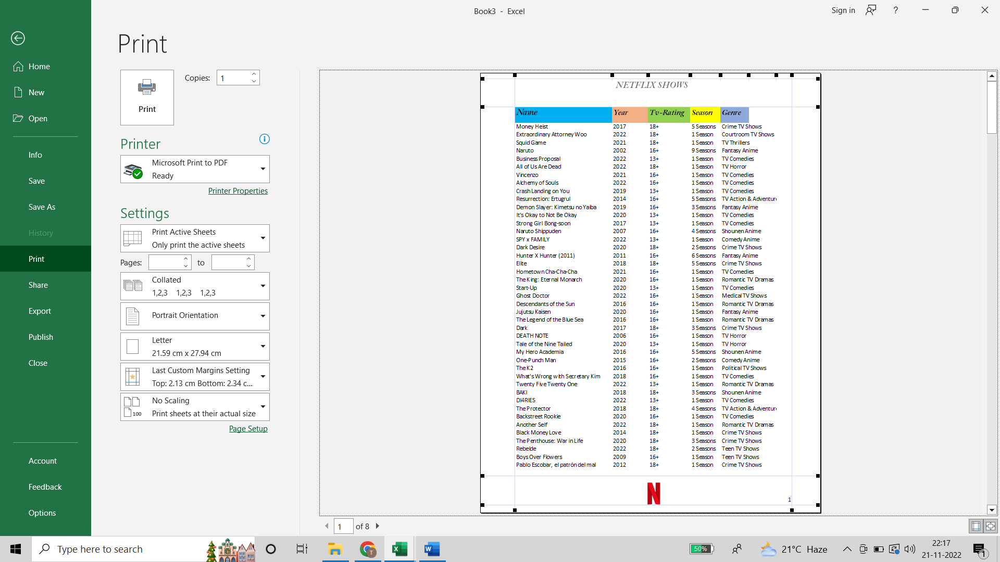 Book3 - Excel
Sign in
?
Print
Home
New
Open
Info
Save
Save As
History
Print
Share
Export
Publish
Close
Account
Feedback
Options
Print
Copies: 1
Printer
Microsoft Print to PDF
Ready
Printer Properties
Settings
Print Active Sheets
Only print the active sheets
Pages: to
Collated
1,2,3 1,2,3 1,2,3
Portrait Orientation
Letter
21.59 cm x 27.94 cm
Last Custom Margins Setting
Top: 2.13 cm Bottom: 2.34 c...
No Scaling
100 Print sheets at their actual size
Page Setup
NETFLIX SHOWS
Name Year Tv-Rating Season Genre
Money Heist 2017 18+ 5 Seasons Crime TV Shows
Extraordinary Attorney Woo 2022 18+ 1 Season Courtroom TV Shows
Squid Game 2021 18+ 1 Season TV Thrillers
Naruto 2002 16+ 9 Seasons Fantasy Anime
Business Proposal 2022 13+ 1 Season TV Comedies
All of Us Are Dead 2022 18+ 1 Season TV Horror
Vincenzo 2021 16+ 1 Season TV Comedies
Alchemy of Souls 2022 16+ 1 Season TV Comedies
Crash Landing on You 2019 13+ 1 Season TV Comedies
Resurrection: Ertugrul 2014 16+ 5 Seasons TV Action & Adventur
Demon Slayer: Kimetsu no Yaiba 2019 16+ 3 Seasons Fantasy Anime
It's Okay to Not Be Okay 2020 13+ 1 Season TV Comedies
Strong Girl Bong-soon 2017 13+ 1 Season TV Comedies
Naruto Shippuden 2007 16+ 4 Seasons Shounen Anime
SPY x FAMILY 2022 13+ 1 Season Comedy Anime
Dark Desire 2020 18+ 2 Seasons Crime TV Shows
Hunter X Hunter (2011) 2011 16+ 6 Seasons Fantasy Anime
Elite 2018 18+ 5 Seasons Crime TV Shows
Hometown Cha-Cha-Cha 2021 16+ 1 Season TV Comedies
The King: Eternal Monarch 2020 16+ 1 Season Romantic TV Dramas
Start-Up 2020 13+ 1 Season TV Comedies
Ghost Doctor 2022 16+ 1 Season Medical TV Shows
Descendants of the Sun 2016 16+ 1 Season Romantic TV Dramas
Jujutsu Kaisen 2020 16+ 1 Season Fantasy Anime
The Legend of the Blue Sea 2016 16+ 1 Season Romantic TV Dramas
Dark 2017 18+ 3 Seasons Crime TV Shows
DEATH NOTE 2006 16+ 1 Season TV Horror
Tale of the Nine Tailed 2020 13+ 1 Season TV Horror
My Hero Academia 2016 16+ 5 Seasons Shounen Anime
One-Punch Man 2015 16+ 2 Seasons Comedy Anime
The K2 2016 16+ 1 Season Political TV Shows
What's Wrong with Secretary Kim 2018 16+ 1 Season TV Comedies
Twenty Five Twenty One 2022 13+ 1 Season Romantic TV Dramas
BAKI 2018 18+ 3 Seasons Shounen Anime
DI4RIES 2022 13+ 1 Season TV Comedies
The Protector 2018 18+ 4 Seasons TV Action & Adventur
Backstreet Rookie 2020 16+ 1 Season TV Comedies
Another Self 2022 18+ 1 Season Romantic TV Dramas
Black Money Love 2014 18+ 1 Season Crime TV Shows
The Penthouse: War in Life 2020 18+ 3 Seasons Crime TV Shows
Rebelde 2022 18+ 2 Seasons Teen TV Shows
Boys Over Flowers 2009 16+ 1 Season Teen TV Shows
Pablo Escobar, el patrón del mal 2012 18+ 1 Season Crime TV Shows
N
1
1 of 8
Type here to search
T
X
W
50%
21°C Haze
22:17
21-11-2022
1